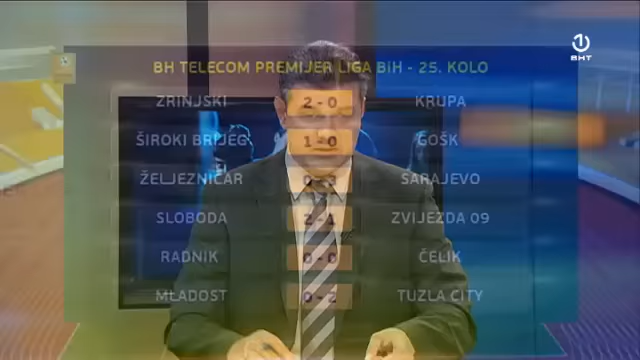 BH TELECOM PREMIJER LIGA BiH - 25. KOLO
ZRINJSKI 2 - 0 KRUPA
ŠIROKI BRIJEG 1 - 0 GOŠK
ŽELJEZNIČAR SARAJEVO
SLOBODA 2 - 1 ZVIJEZDA 09
RADNIK 0 - 0 ČELIK
MLADOST 0 - 2 TUZLA CITY
BHT